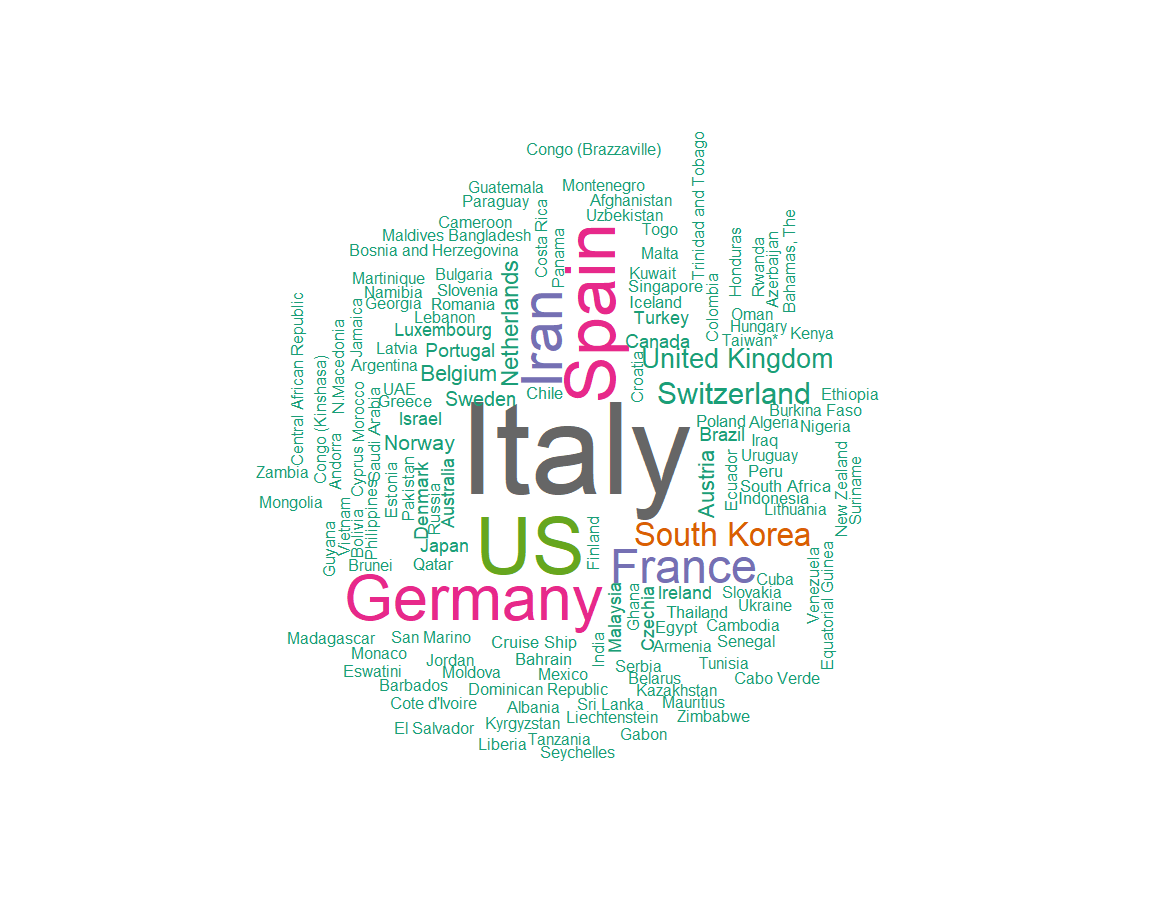 Congo (Brazzaville)
Trinidad and Tobago
Guatemala
Montenegro
Paraguay
Afghanistan
Costa Rica
Uzbekistan
Cameroon
Togo
Bahamas, The
Maldives
Bangladesh
Panama
Spain
Honduras
Rwanda
Azerbaijan
Bosnia and Herzegovina
Malta
Martinique
Bulgaria
Netherlands
Kuwait
Colombia
Namibia
Slovenia
Iran
Singapore
Georgia
Romania
Iceland
Oman
Central African Republic
Jamaica
Lebanon
Turkey
Hungary
N.Macedonia
Luxembourg
Canada
Taiwan*
Kenya
Latvia
Portugal
Croatia
United Kingdom
Congo (Kinshasa)
Argentina
Belgium
Morocco
UAE
Chile
Switzerland
Ethiopia
Saudi Arabia
Greece
Sweden
Burkina Faso
Israel
Italy
Poland
Algeria
Nigeria
Andorra
Norway
Brazil
Iraq
Cyprus
Uruguay
Zambia
Estonia
Pakistan
Denmark
Australia
Austria
Ecuador
Peru
New Zealand
Suriname
Mongolia
Russia
South Africa
Indonesia
Lithuania
Guyana
Vietnam
Bolivia
Philippines
Japan
US
Finland
South Korea
Brunei
Qatar
France
Germany
Cuba
Venezuela
Equatorial Guinea
Malaysia
Ghana
Czechia
Ireland
Slovakia
Thailand
Ukraine
Egypt
Cambodia
Madagascar
San Marino
Cruise Ship
India
Armenia
Senegal
Monaco
Jordan
Bahrain
Serbia
Tunisia
Eswatini
Moldova
Mexico
Belarus
Cabo Verde
Barbados
Dominican Republic
Kazakhstan
Cote d'Ivoire
Albania
Sri Lanka
Mauritius
El Salvador
Kyrgyzstan
Liechtenstein
Zimbabwe
Liberia
Tanzania
Gabon
Seychelles